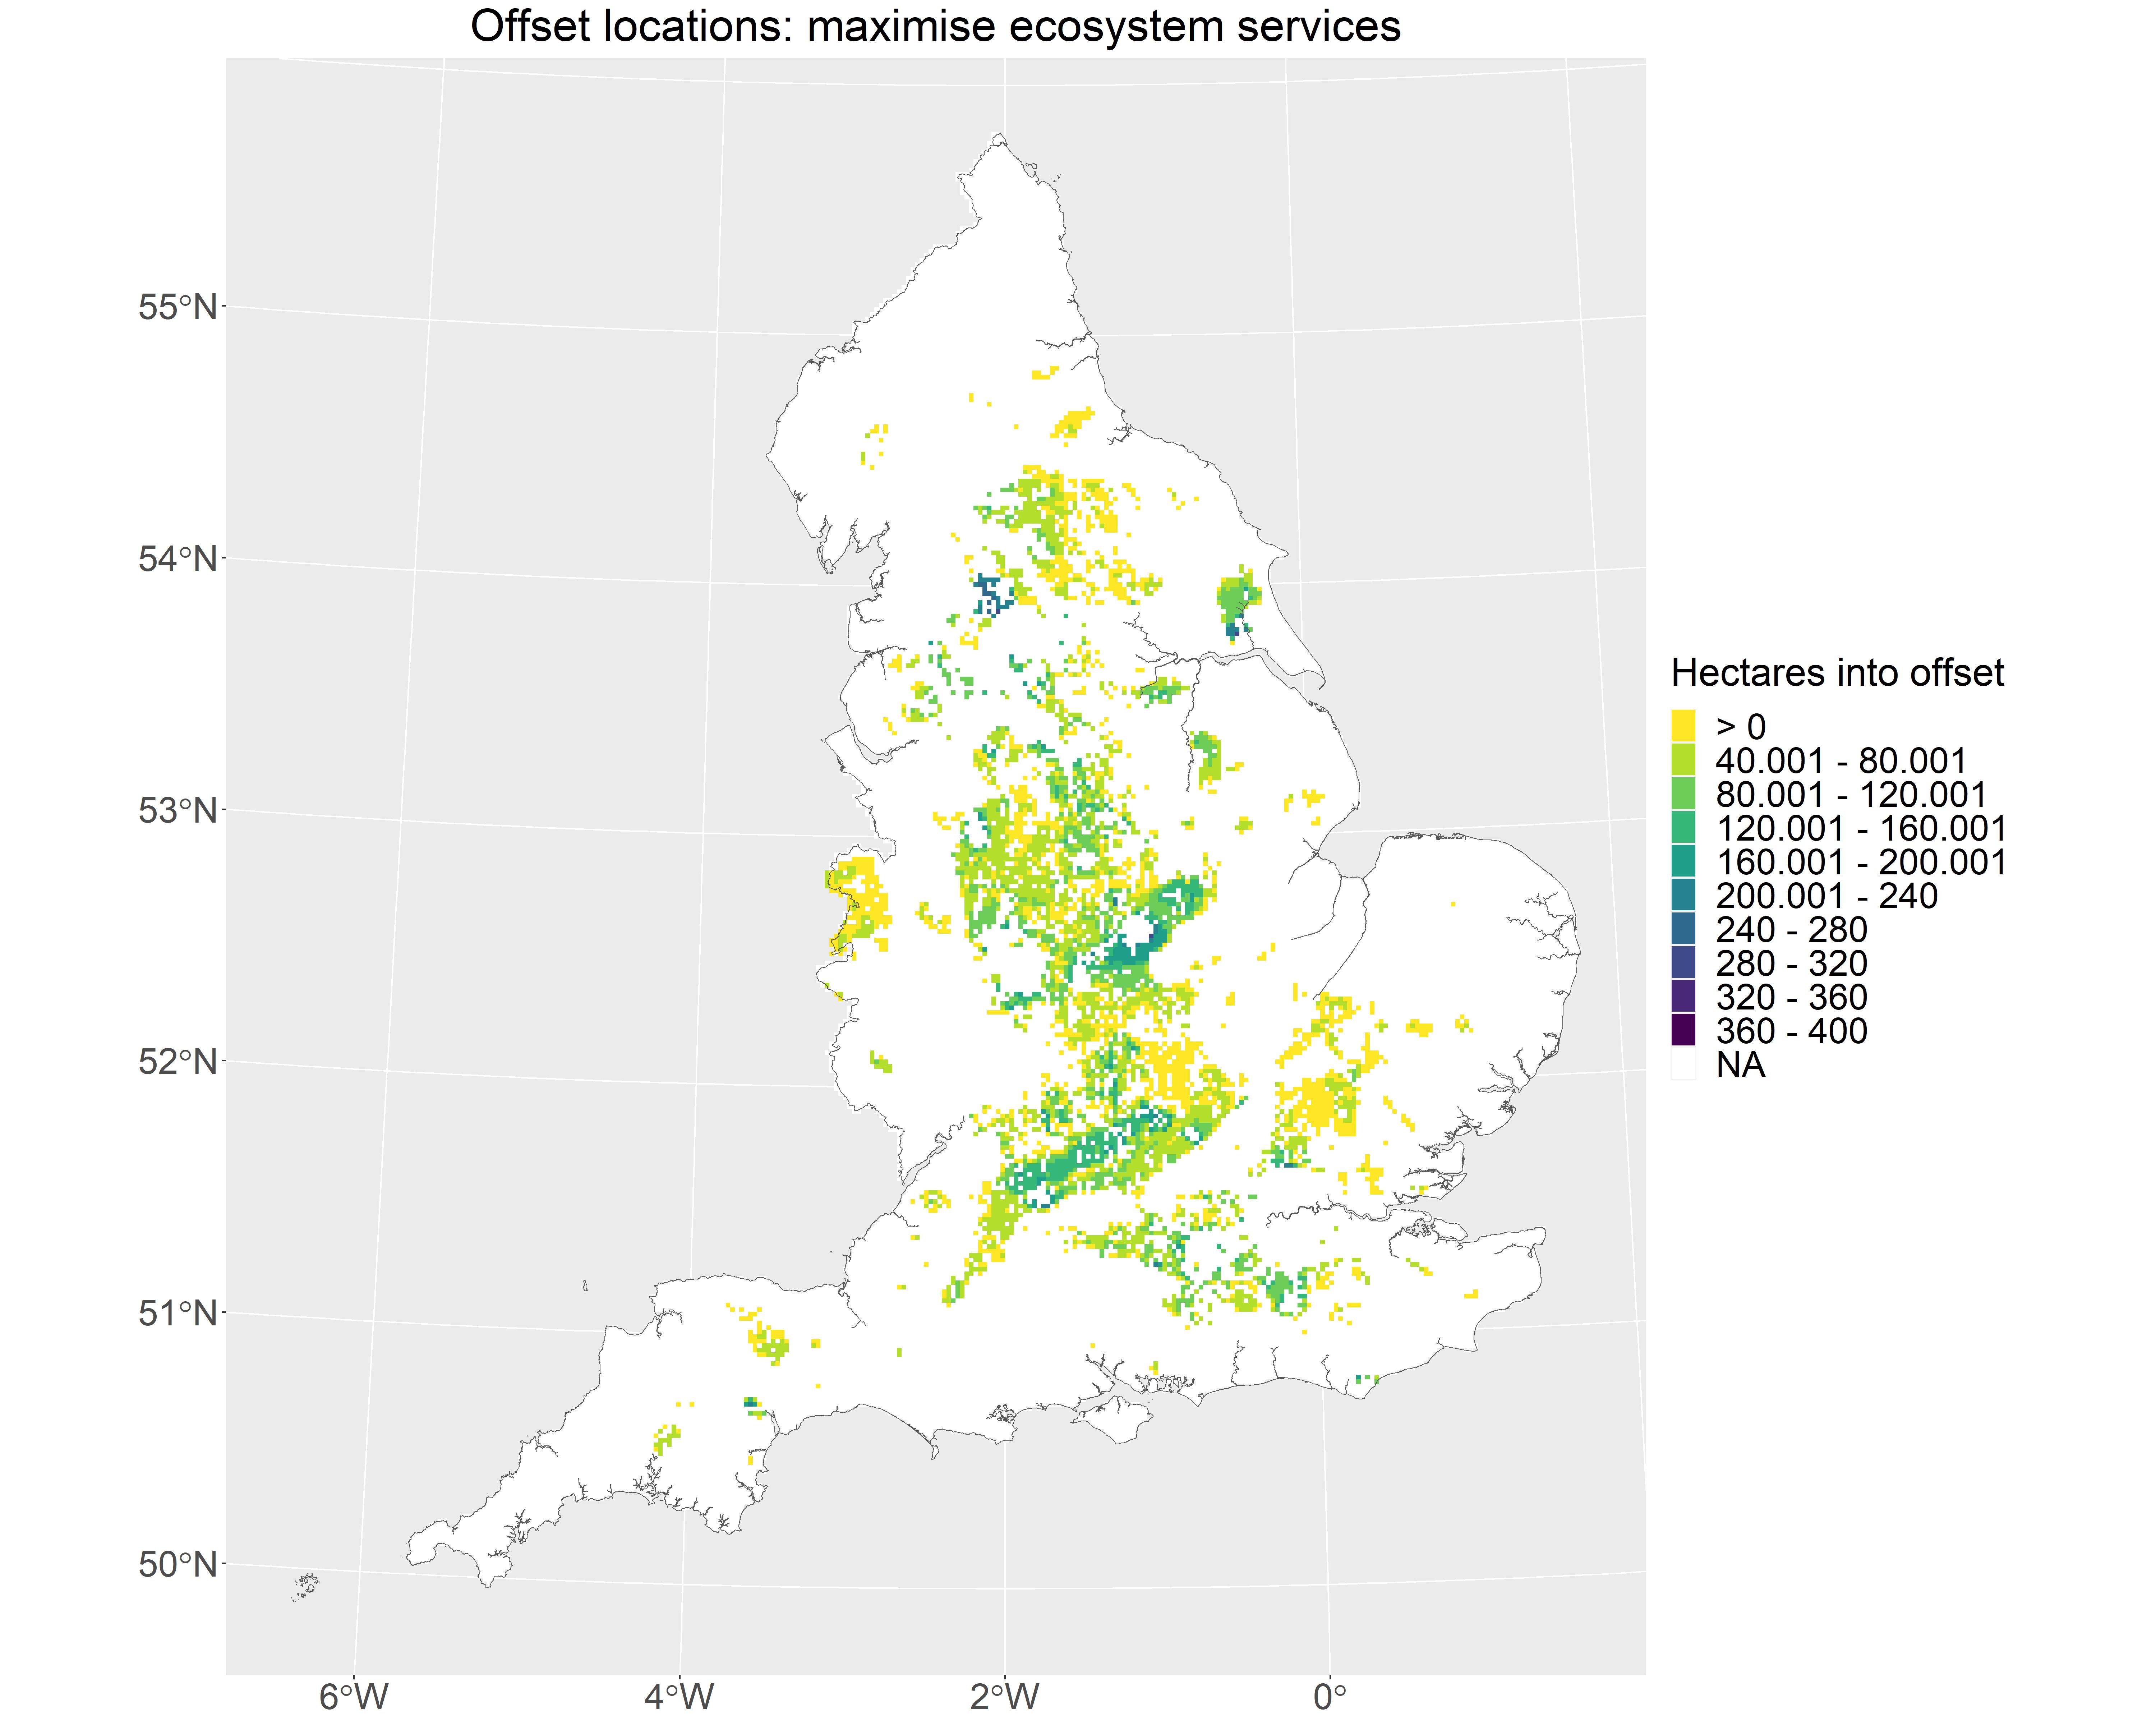 Offset locations: maximise ecosystem services
55°N
54°N
53°N
52°N
51°N
50°N
6°W
4°W
2°W
0°
Hectares into offset
> 0
40.001 - 80.001
80.001 - 120.001
120.001 - 160.001
160.001 - 200.001
200.001 - 240
240 - 280
280 - 320
320 - 360
360 - 400
NA